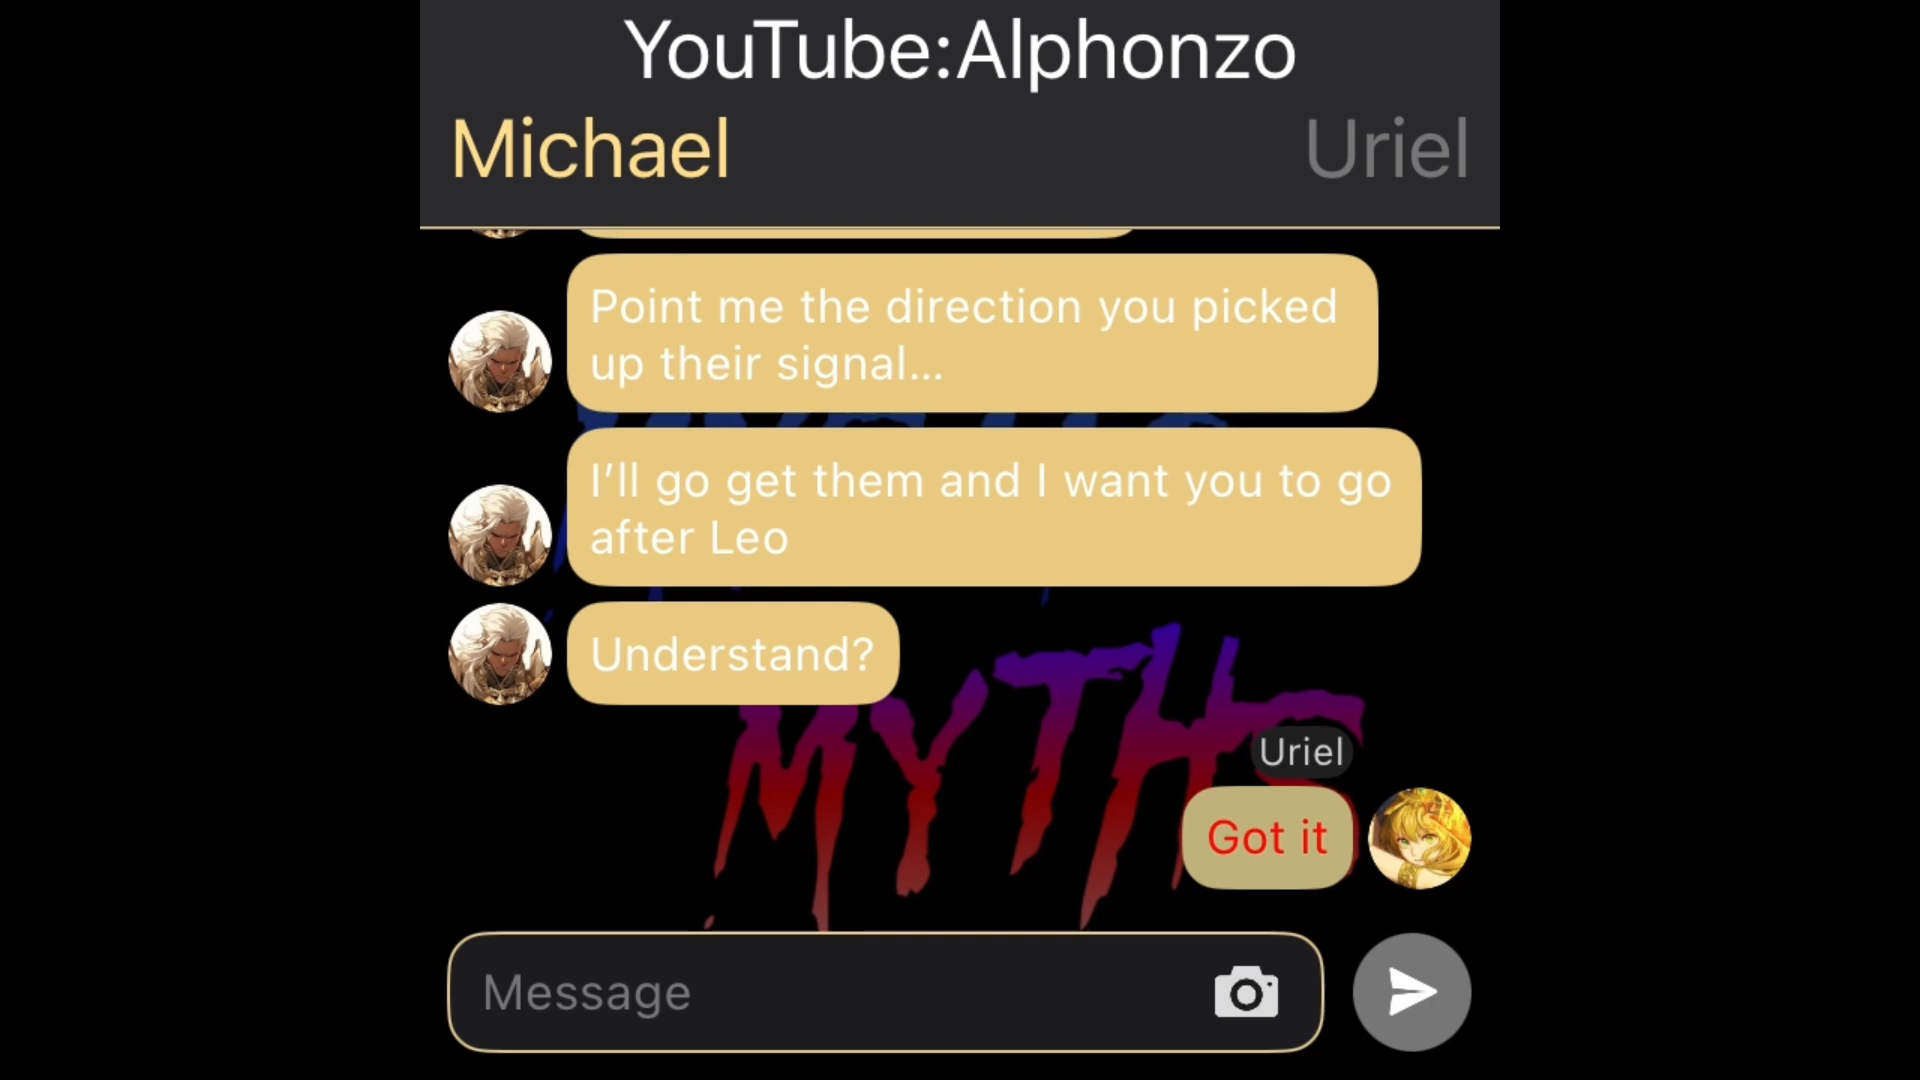 YouTube:Alphonzo
Michael
Uriel
Point me the direction you picked
up their signal...
I’ll go get them and I want you to go
after Leo
Understand?
MYTHS
Uriel
Got it
Message